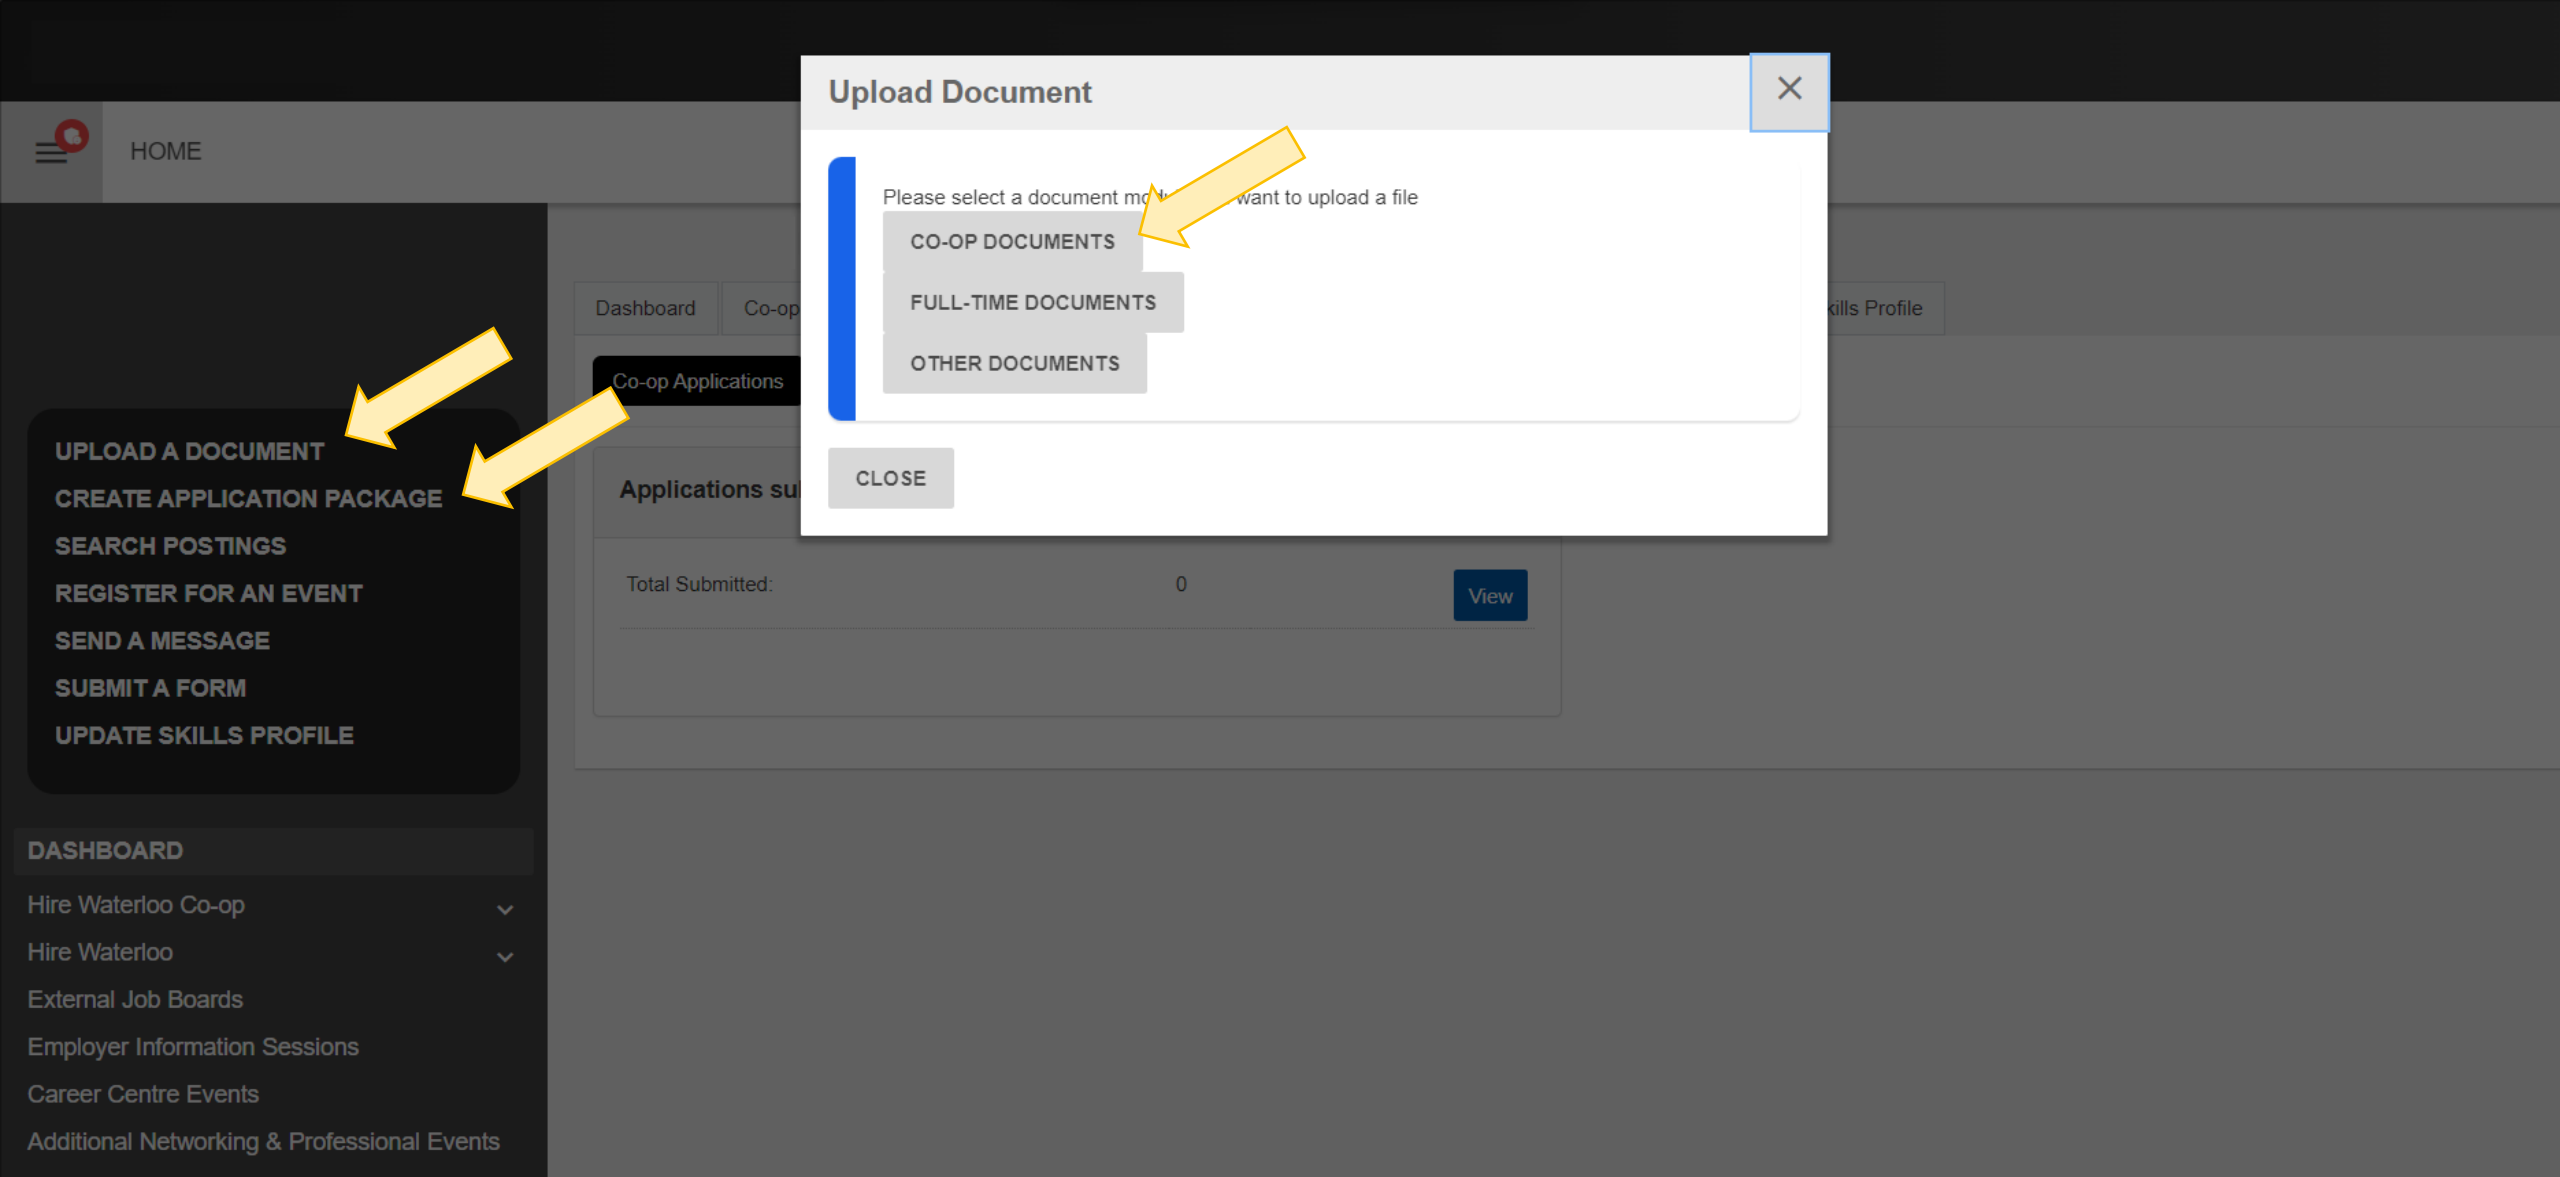 Upload Document
HOME
Please select a document want to upload a file
CO-OP DOCUMENTS
FULL-TIME DOCUMENTS
OTHER DOCUMENTS
CLOSE
Dashboard
Co-op
Skills Profile
Co-op Applications
Applications
Total Submitted:
0
View
UPLOAD A DOCUMENT
CREATE APPLICATION PACKAGE
SEARCH POSTINGS
REGISTER FOR AN EVENT
SEND A MESSAGE
SUBMIT A FORM
UPDATE SKILLS PROFILE
DASHBOARD
Hire Waterloo Co-op
Hire Waterloo
External Job Boards
Employer Information Sessions
Career Centre Events
Additional Networking & Professional Events